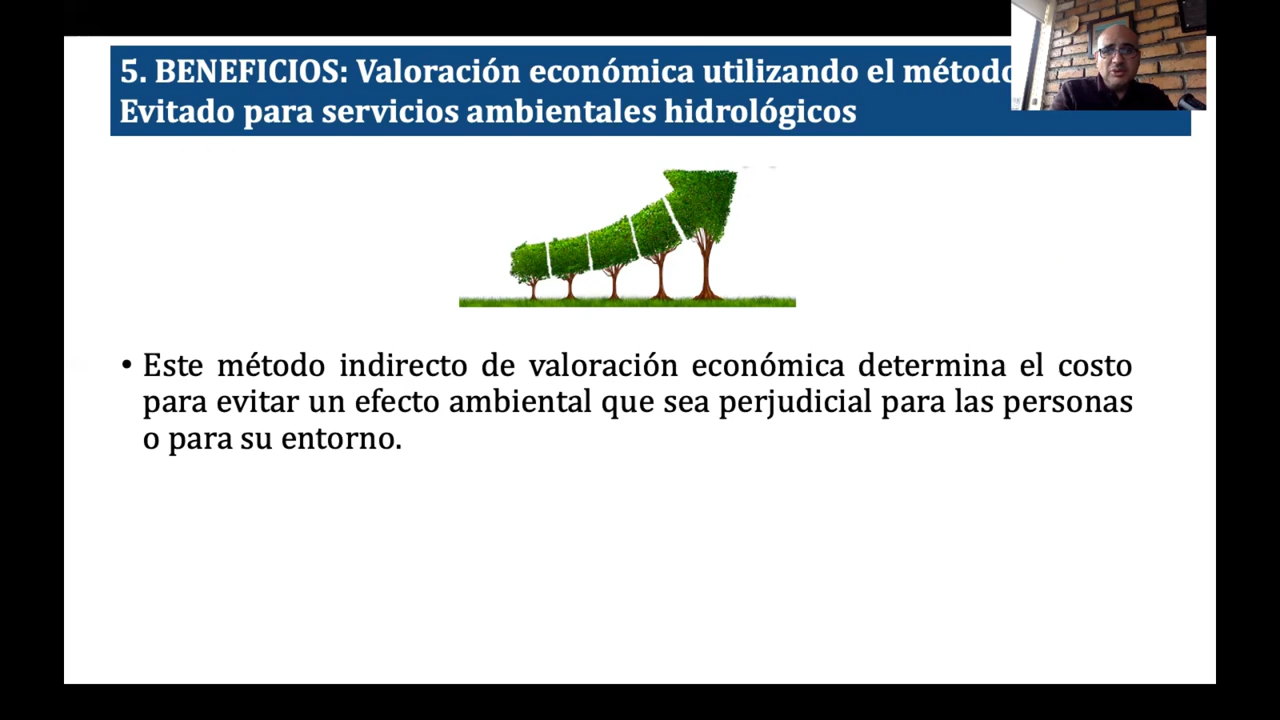 5. BENEFICIOS: Valoración económica utilizando el método
Evitado para servicios ambientales hidrológicos
• Este método indirecto de valoración económica determina el costo
para evitar un efecto ambiental que sea perjudicial para las personas
o para su entorno.